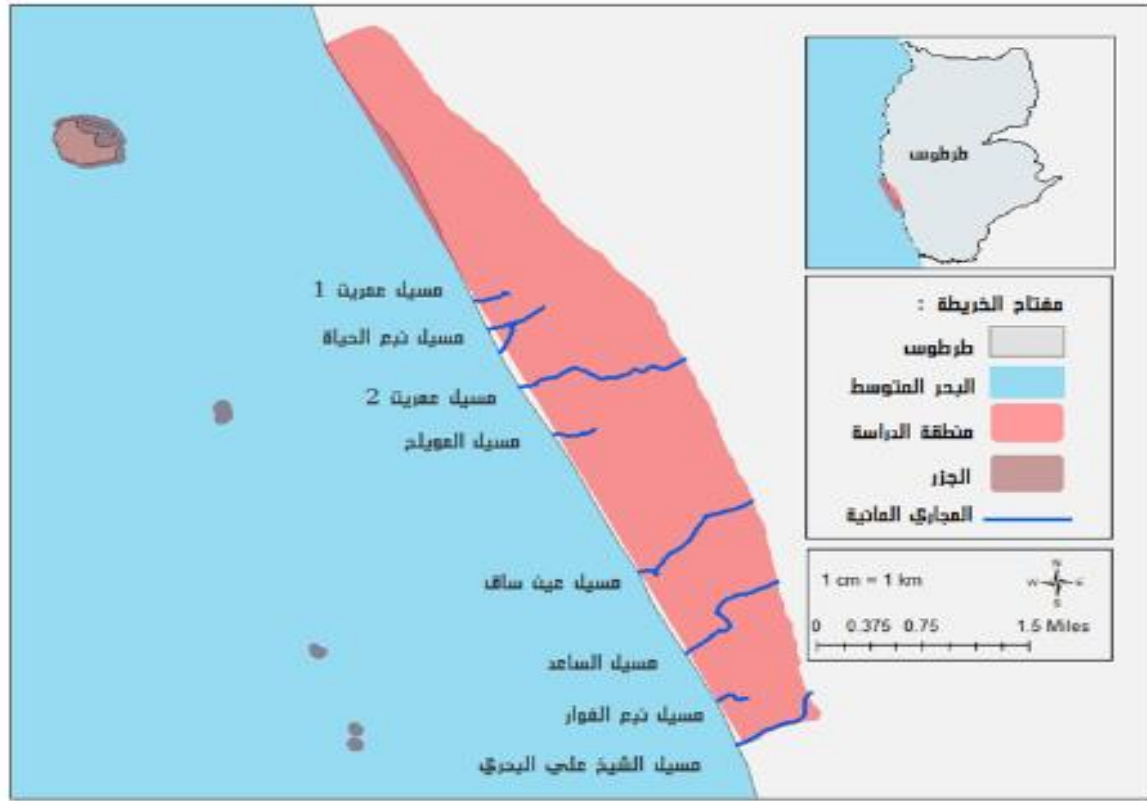 طرطوس
مسيل عمريت 1
مسيل نبع الحياة
مسيل عمريت 2
مسيل المويلح
مسيل عين ساق
مسيل الساعد
مسيل نبع الفوار
مسيل الشيخ علي البحري
مفتاح الخريطة :
طرطوس
البحر المتوسط
منطقة الدراسة
الجزر
المجاري المائية
1 cm = 1 km
N
W E
S
0 0.375 0.75 1.5 Miles